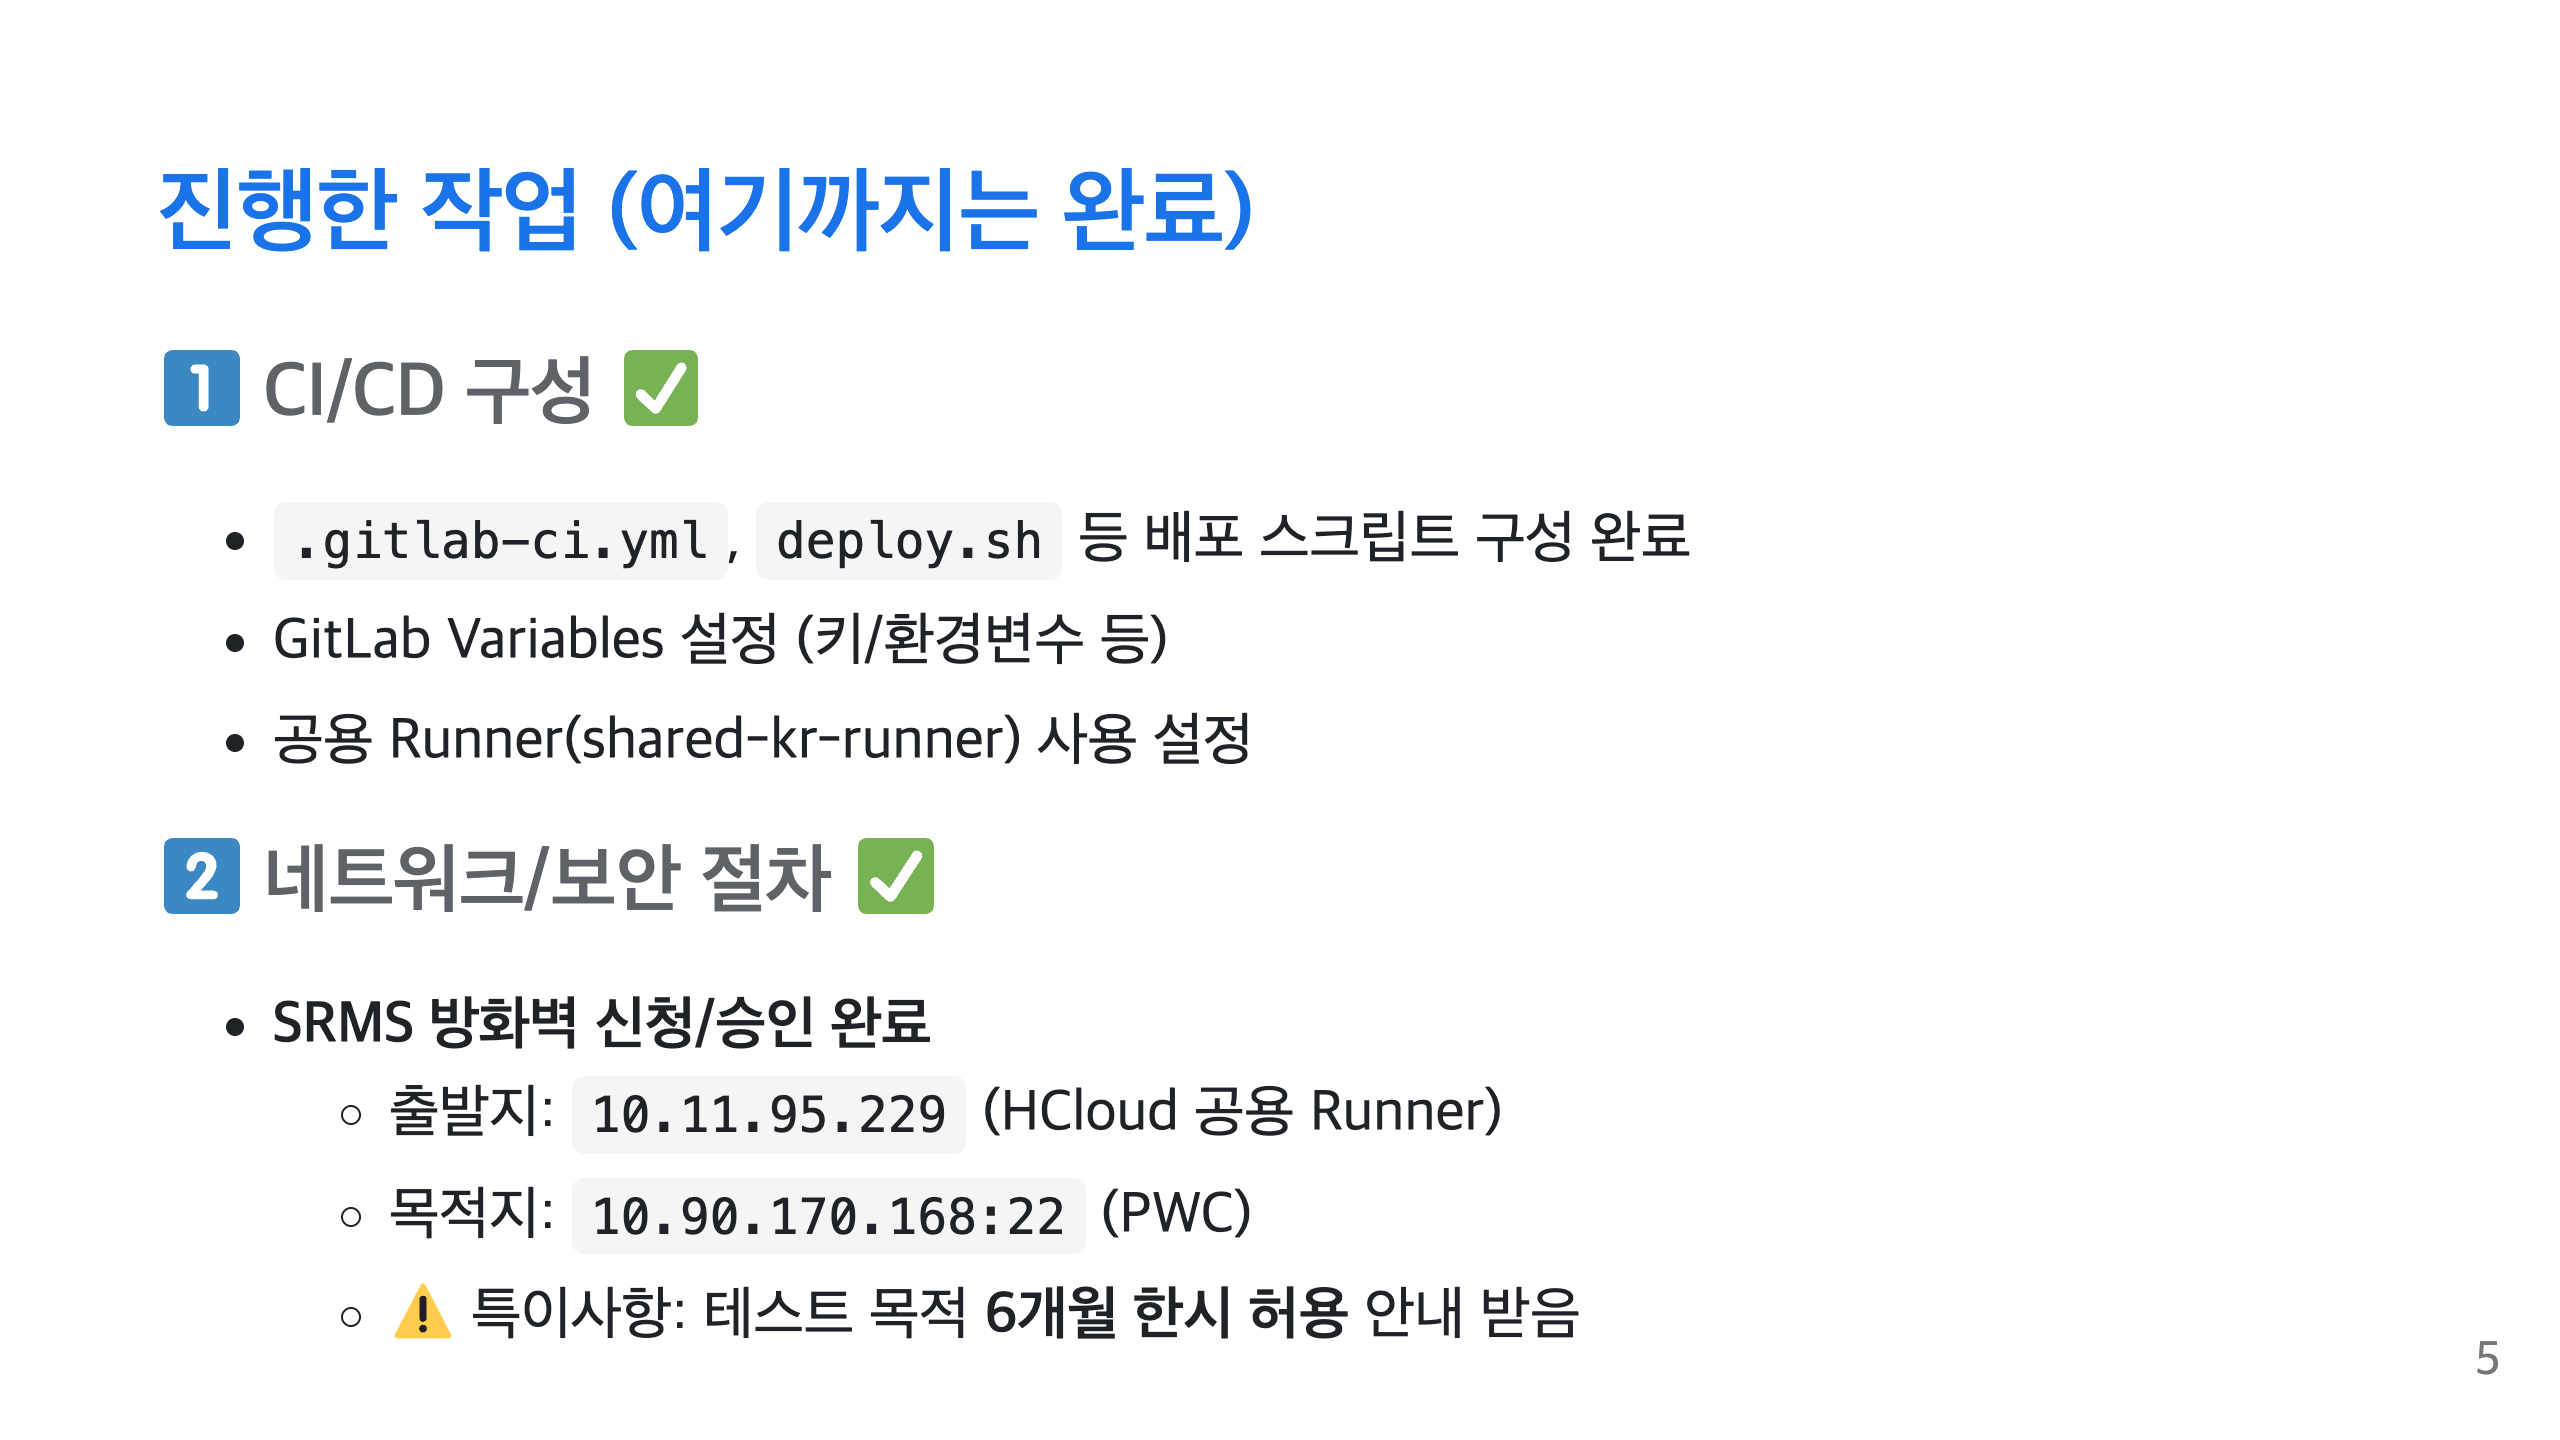 진행한 작업 (여기까지는 완료)
1️⃣ CI/CD 구성 ✅
• .gitlab-ci.yml, deploy.sh 등 배포 스크립트 구성 완료
• GitLab Variables 설정 (키/환경변수 등)
• 공용 Runner(shared-kr-runner) 사용 설정
2️⃣ 네트워크/보안 절차 ✅
• SRMS 방화벽 신청/승인 완료
◦ 출발지: 10.11.95.229 (HCloud 공용 Runner)
◦ 목적지: 10.90.170.168:22 (PWC)
◦ ⚠️ 특이사항: 테스트 목적 6개월 한시 허용 안내 받음
5